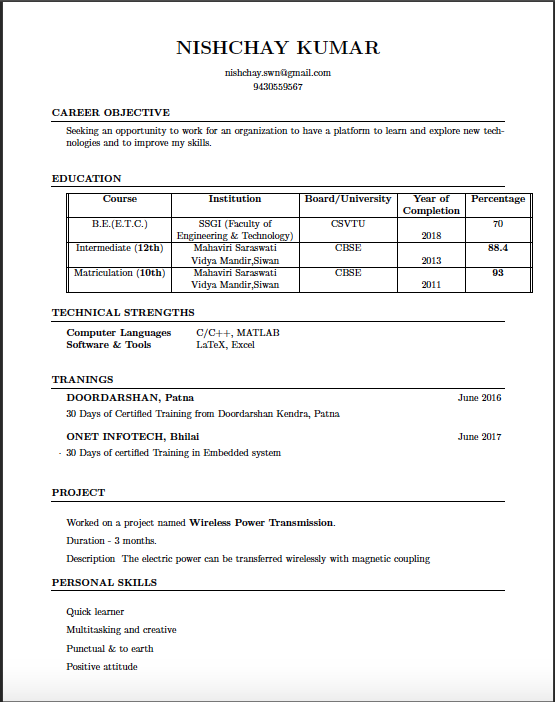 NISHCHAY KUMAR
nishchay.swn@gmail.com
9430559567
CAREER OBJECTIVE
Seeking an opportunity to work for an organization to have a platform to learn and explore new tech-
nologies and to improve my skills.
EDUCATION
Course Institution Board/University Year of Percentage
Completion
B.E.(E.T.C.) SSGI (Faculty of CSVTU 70
Engineering & Technology) 2018
Intermediate (12th) Mahaviri Saraswati CBSE 88.4
Vidya Mandir,Siwan 2013
Matriculation (10th) Mahaviri Saraswati CBSE 93
Vidya Mandir,Siwan 2011
TECHNICAL STRENGTHS
Computer Languages C/C++, MATLAB
Software & Tools LaTeX, Excel
TRANINGS
DOORDARSHAN, Patna June 2016
30 Days of Certified Training from Doordarshan Kendra, Patna
ONET INFOTECH, Bhilai June 2017
· 30 Days of certified Training in Embedded system
PROJECT
Worked on a project named Wireless Power Transmission.
Duration - 3 months.
Description The electric power can be transferred wirelessly with magnetic coupling
PERSONAL SKILLS
Quick learner
Multitasking and creative
Punctual & to earth
Positive attitude